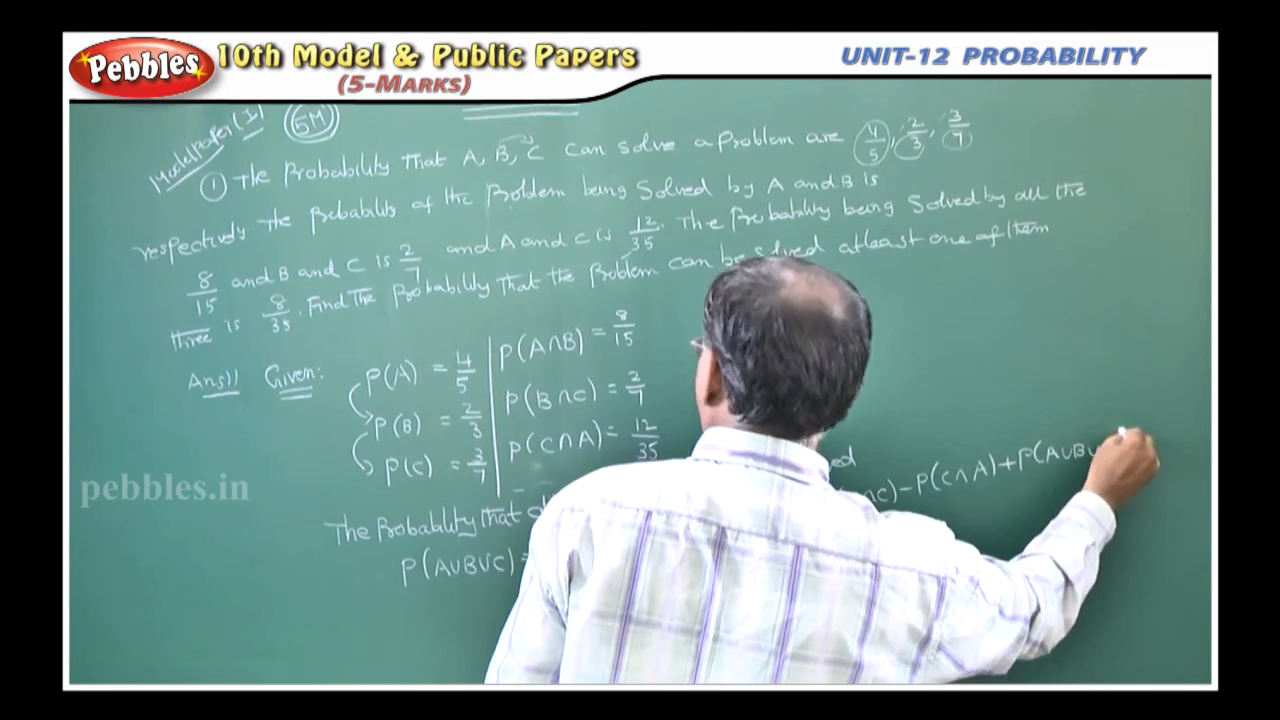 Pebbles
10th Model & Public Papers
(5-MARKS)
UNIT-12 PROBABILITY
Model Paper (I)
5M
① The Probability that A, B, C can solve a problem are 4/5, 2/3, 3/7
respectively The probability of the Problem being Solved by A and B is
8/15 and B and C is 2/7 and A and C is 12/35. The Probability being Solved by all the
three is 8/35. Find The Probability that the Problem can be solved atleast one of them
Ans)) Given:
P(A) = 4/5
P(B) = 2/3
P(C) = 3/7
P(A∩B) = 8/15
P(B∩C) = 2/7
P(C∩A) = 12/35
pebbles.in
The Probability that
P(A∪B∪C) =
∩C) - P(C∩A) + P(A∪B∪